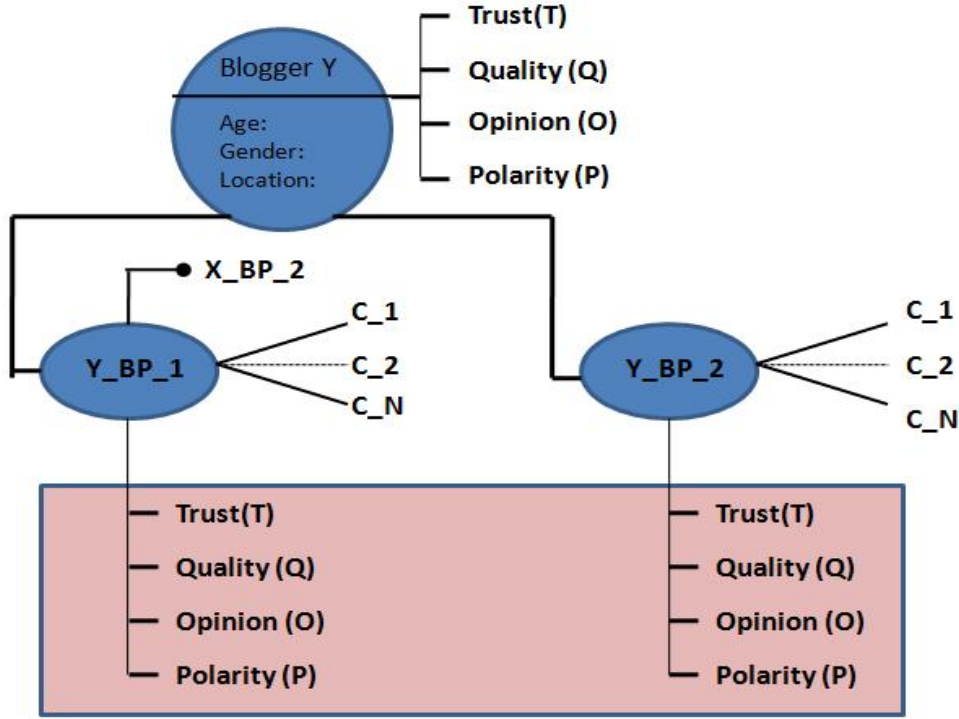 Trust(T)
Blogger Y
Quality (Q)
Age:
Opinion (O)
Gender:
Location:
Polarity (P)
X_BP_2
C_1
Y_BP_1
C_2
C_N
C_1
Y_BP_2
C_2
C_N
Trust(T)
Quality (Q)
Opinion (O)
Polarity (P)
Trust(T)
Quality (Q)
Opinion (O)
Polarity (P)